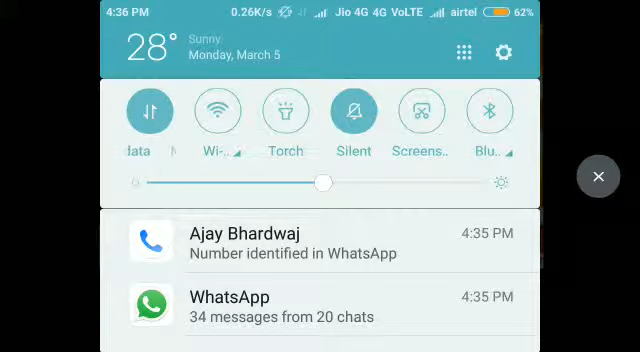 4:36 PM 0.26K/s Jio 4G 4G VoLTE airtel 62%
28° Sunny
Monday, March 5
data Wi-.. Torch Silent Screens.. Blu..
Ajay Bhardwaj 4:35 PM
Number identified in WhatsApp
WhatsApp 4:35 PM
34 messages from 20 chats